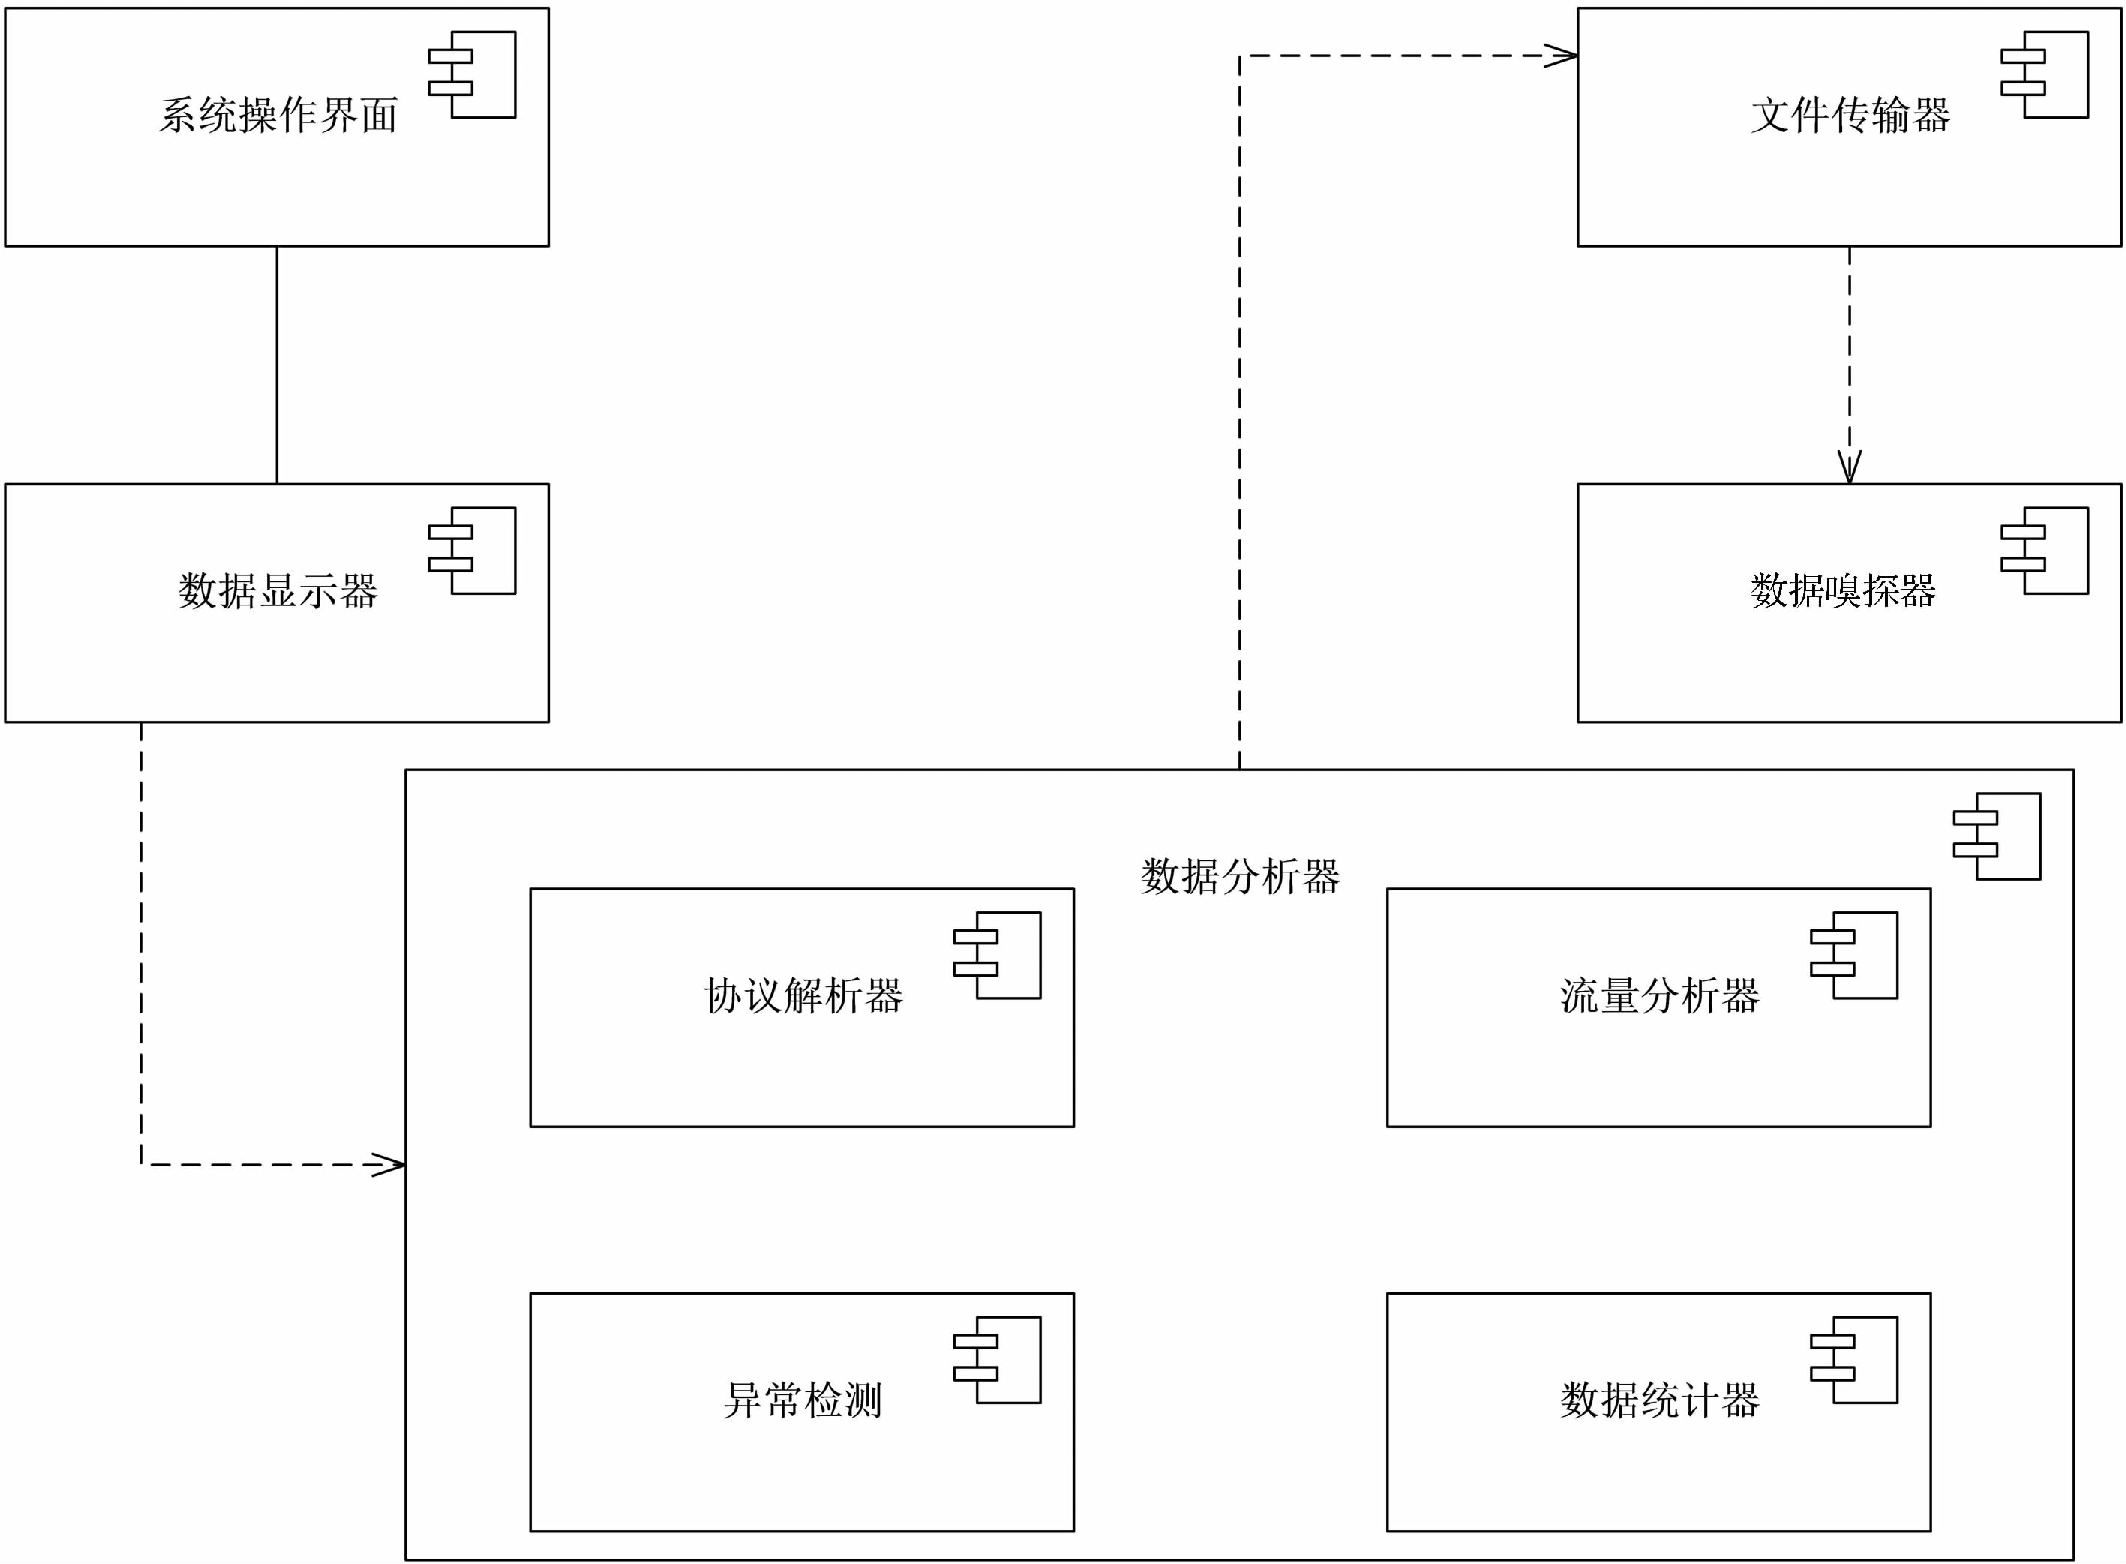 系统操作界面
文件传输器
数据显示器
数据嗅探器
数据分析器
协议解析器
流量分析器
异常检测
数据统计器